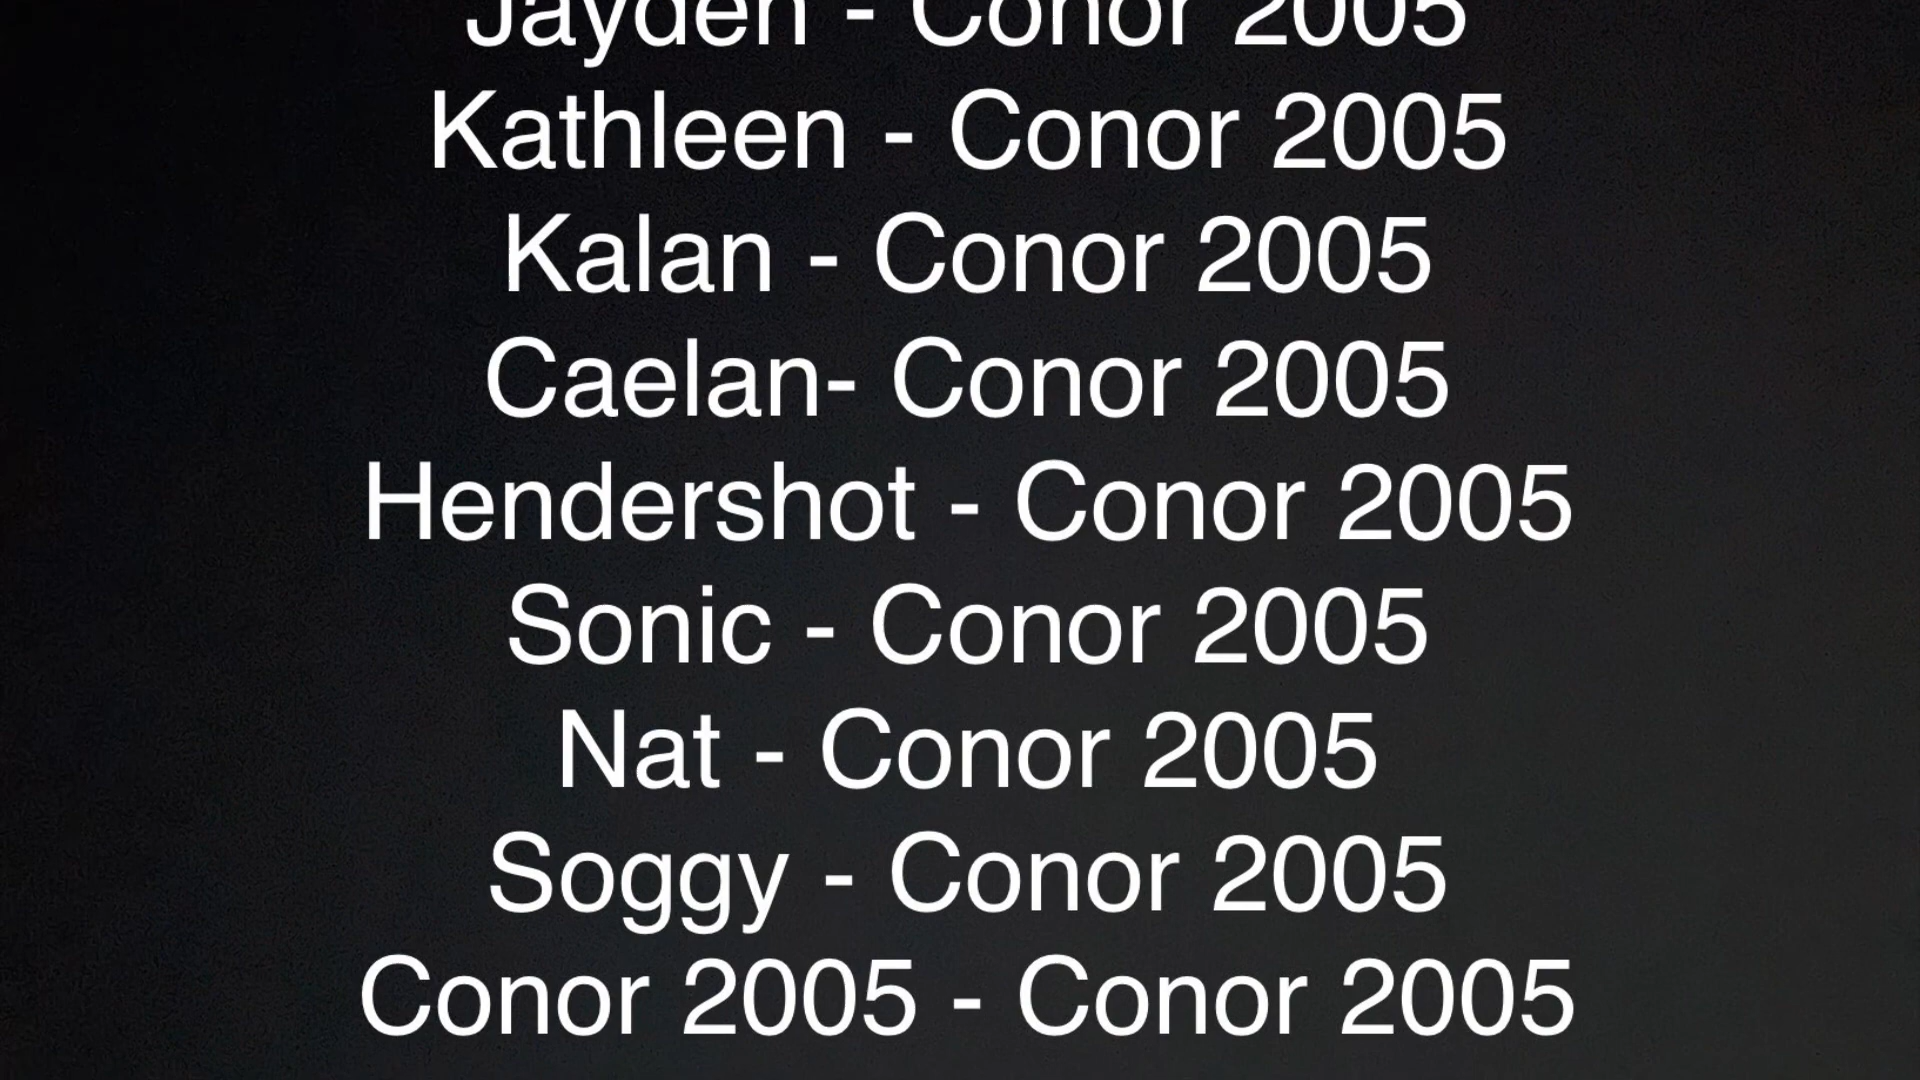 Jayden - Conor 2005
Kathleen - Conor 2005
Kalan - Conor 2005
Caelan- Conor 2005
Hendershot - Conor 2005
Sonic - Conor 2005
Nat - Conor 2005
Soggy - Conor 2005
Conor 2005 - Conor 2005